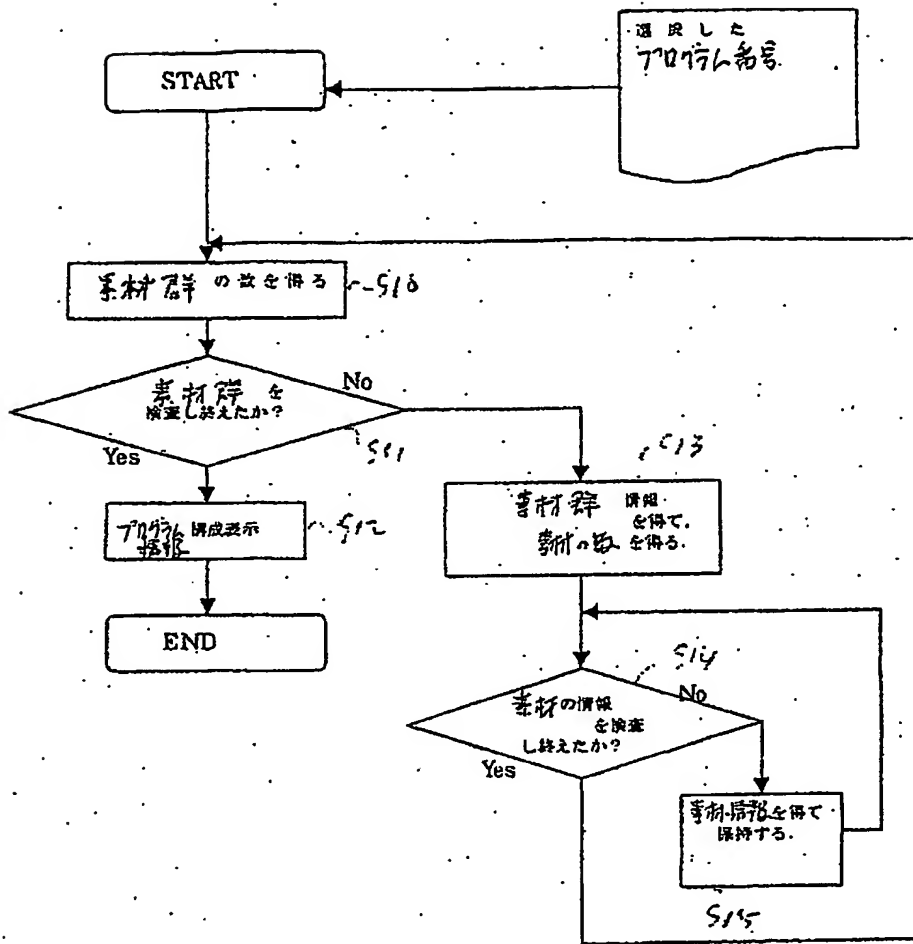 選択した
プログラム番号
START
素材群の数を得る
S10
素材群を
検査し終えたか?
No
Yes
S11
S13
素材群情報
を得て.
素材の数を得る.
プログラム構成表示
情報
S12
END
S14
素材の情報
を検査
し終えたか?
No
Yes
素材情報を得て
保持する.
S15